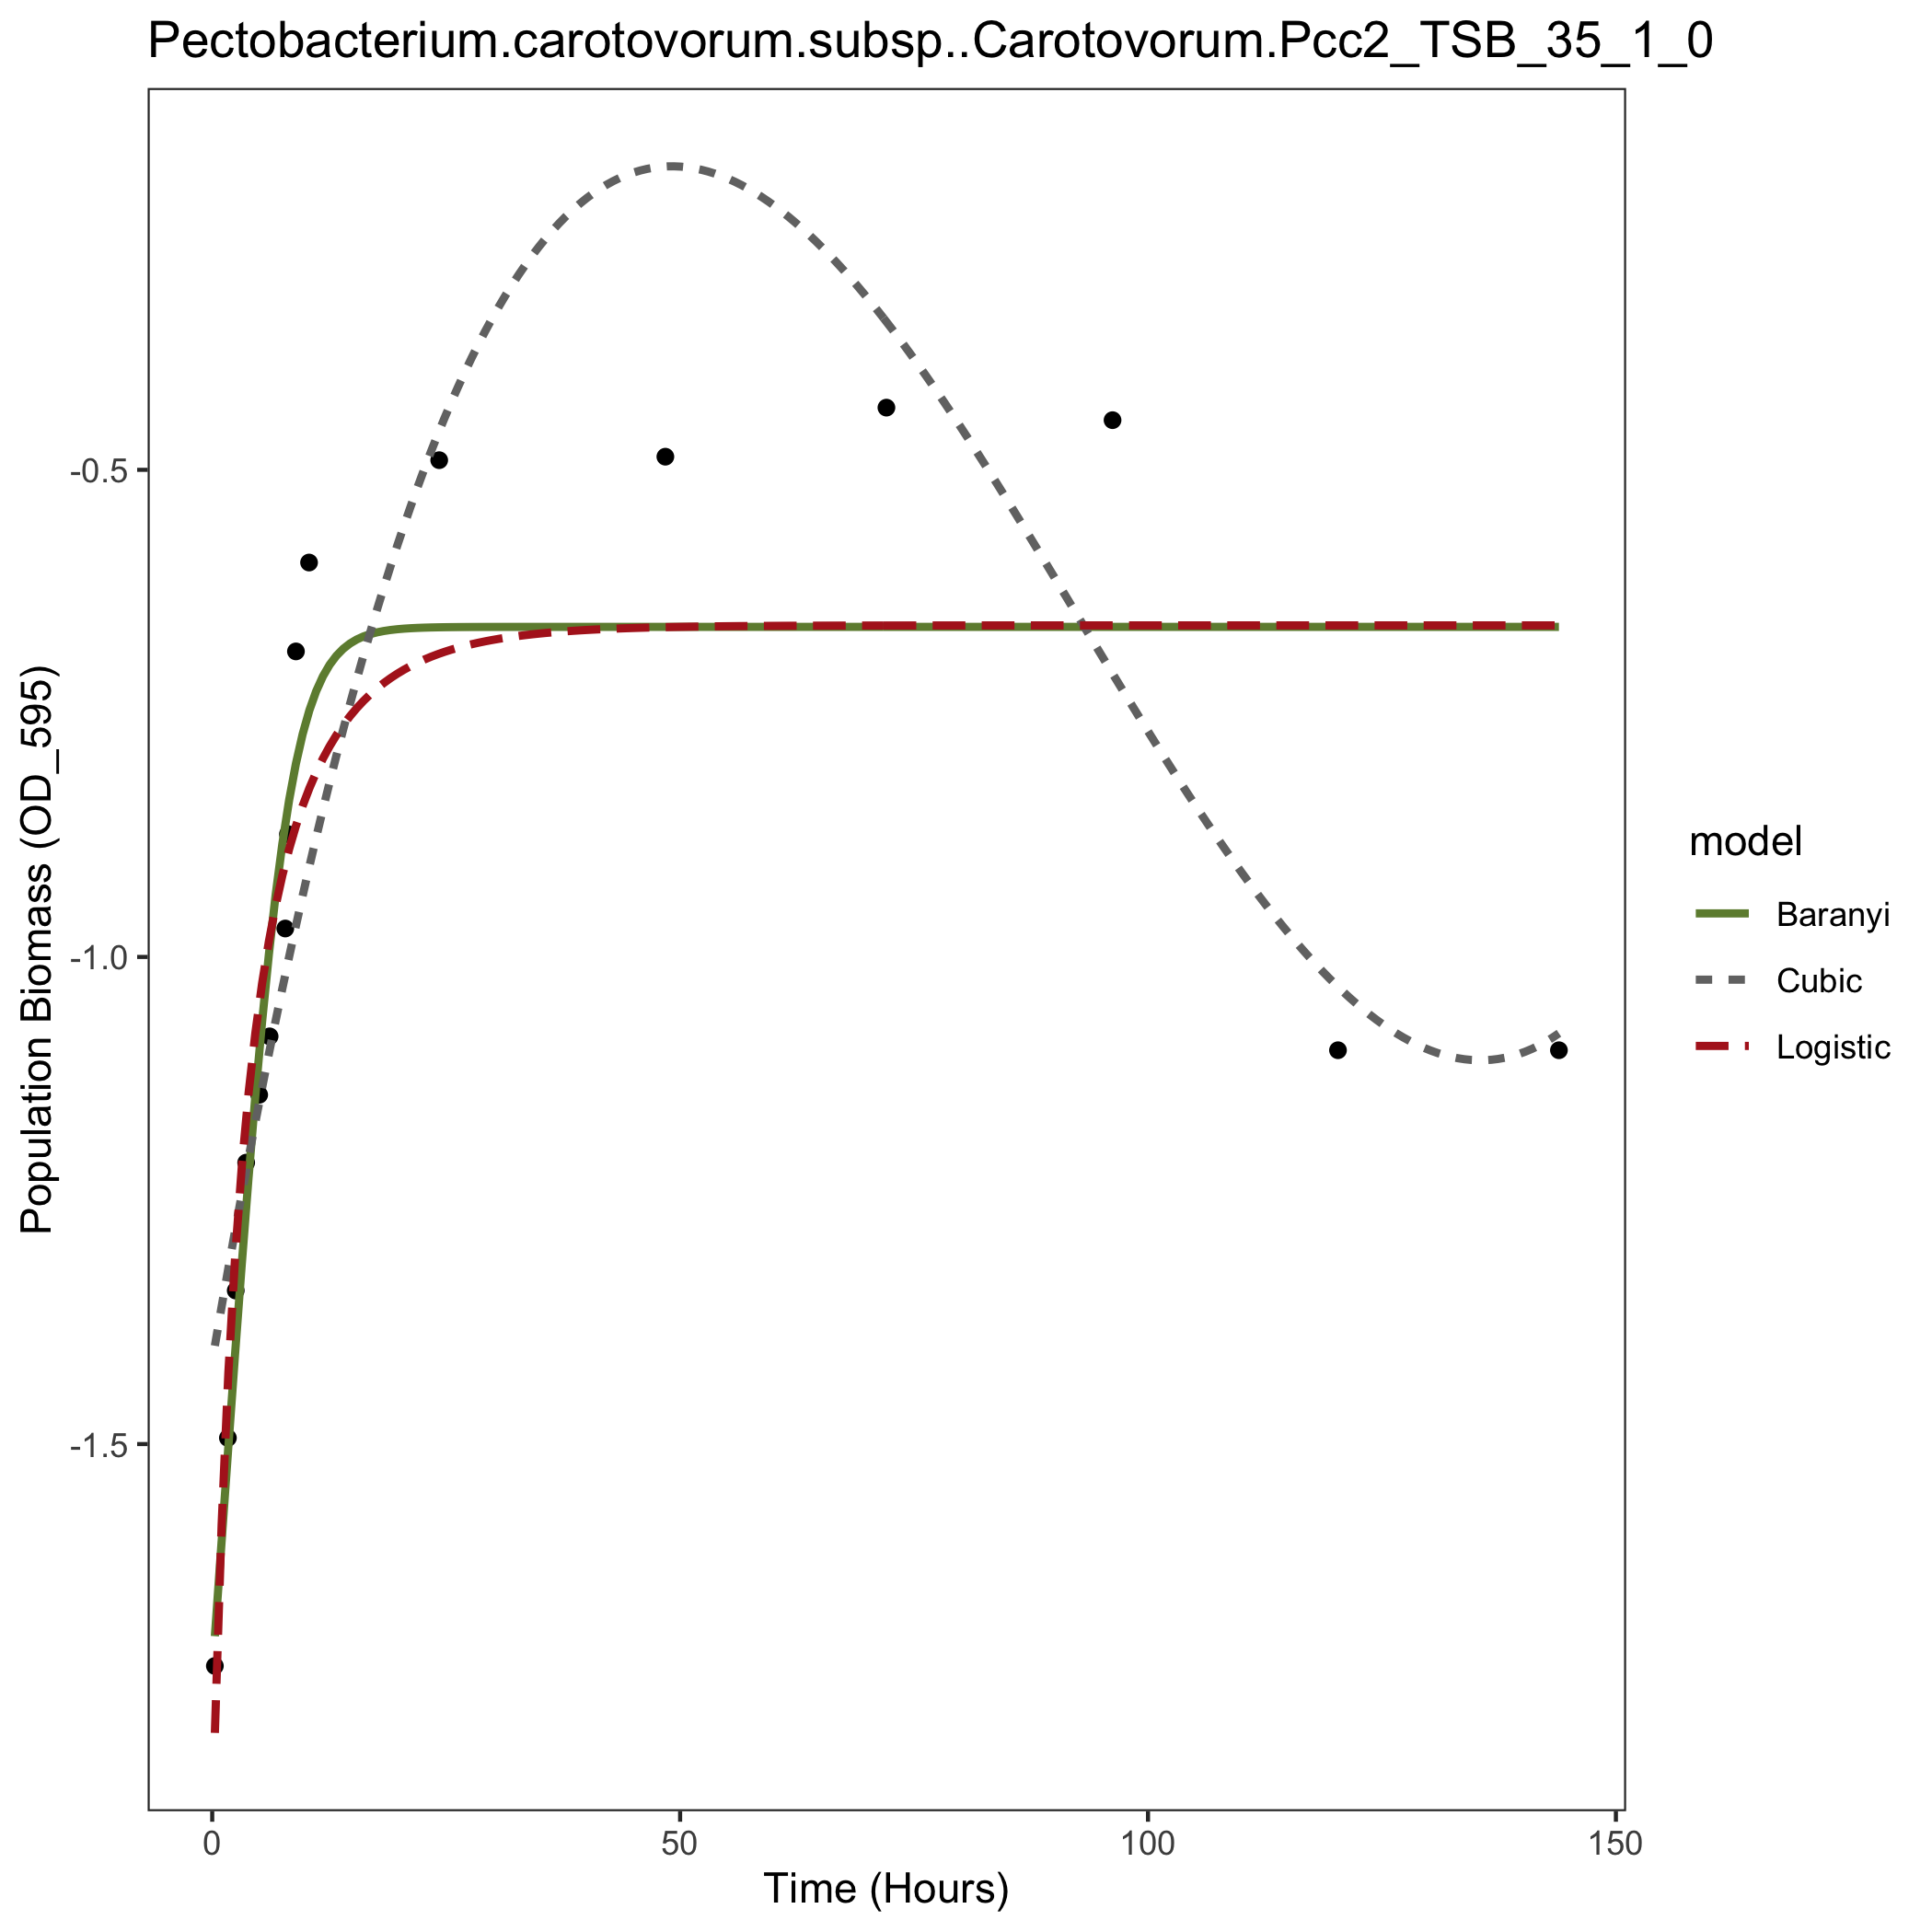 Pectobacterium.carotovorum.subsp..Carotovorum.Pcc2_TSB_35_1_0
Population Biomass (OD_595)
-0.5
-1.0
-1.5
0 50 100 150
Time (Hours)
model
Baranyi
Cubic
Logistic